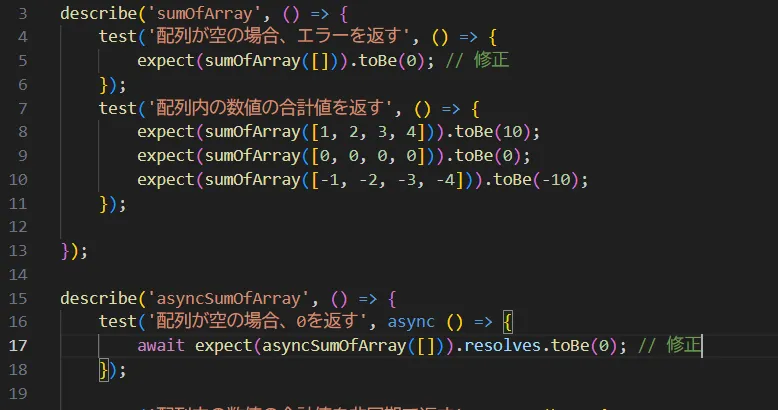 3 describe('sumOfArray', () => {
4 test('配列が空の場合、エラーを返す', () => {
5 expect(sumOfArray([])).toBe(0); // 修正
6 });
7 test('配列内の数値の合計値を返す', () => {
8 expect(sumOfArray([1, 2, 3, 4])).toBe(10);
9 expect(sumOfArray([0, 0, 0, 0])).toBe(0);
10 expect(sumOfArray([-1, -2, -3, -4])).toBe(-10);
11 });
12
13 });
14
15 describe('asyncSumOfArray', () => {
16 test('配列が空の場合、0を返す', async () => {
17 await expect(asyncSumOfArray([])).resolves.toBe(0); // 修正
18 });
19